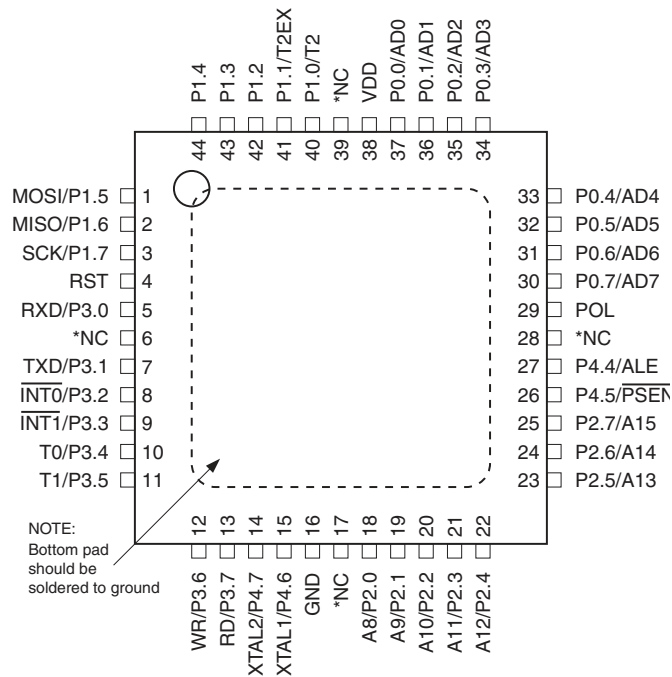 P1.4
P1.3
P1.2
P1.1/T2EX
P1.0/T2
*NC
VDD
P0.0/AD0
P0.1/AD1
P0.2/AD2
P0.3/AD3
44
43
42
41
40
39
38
37
36
35
34
MOSI/P1.5 1
MISO/P1.6 2
SCK/P1.7 3
RST 4
RXD/P3.0 5
*NC 6
TXD/P3.1 7
INT0/P3.2 8
INT1/P3.3 9
T0/P3.4 10
T1/P3.5 11
33 P0.4/AD4
32 P0.5/AD5
31 P0.6/AD6
30 P0.7/AD7
29 POL
28 *NC
27 P4.4/ALE
26 P4.5/PSEN
25 P2.7/A15
24 P2.6/A14
23 P2.5/A13
NOTE:
Bottom pad
should be
soldered to ground
12
13
14
15
16
17
18
19
20
21
22
WR/P3.6
RD/P3.7
XTAL2/P4.7
XTAL1/P4.6
GND
*NC
A8/P2.0
A9/P2.1
A10/P2.2
A11/P2.3
A12/P2.4